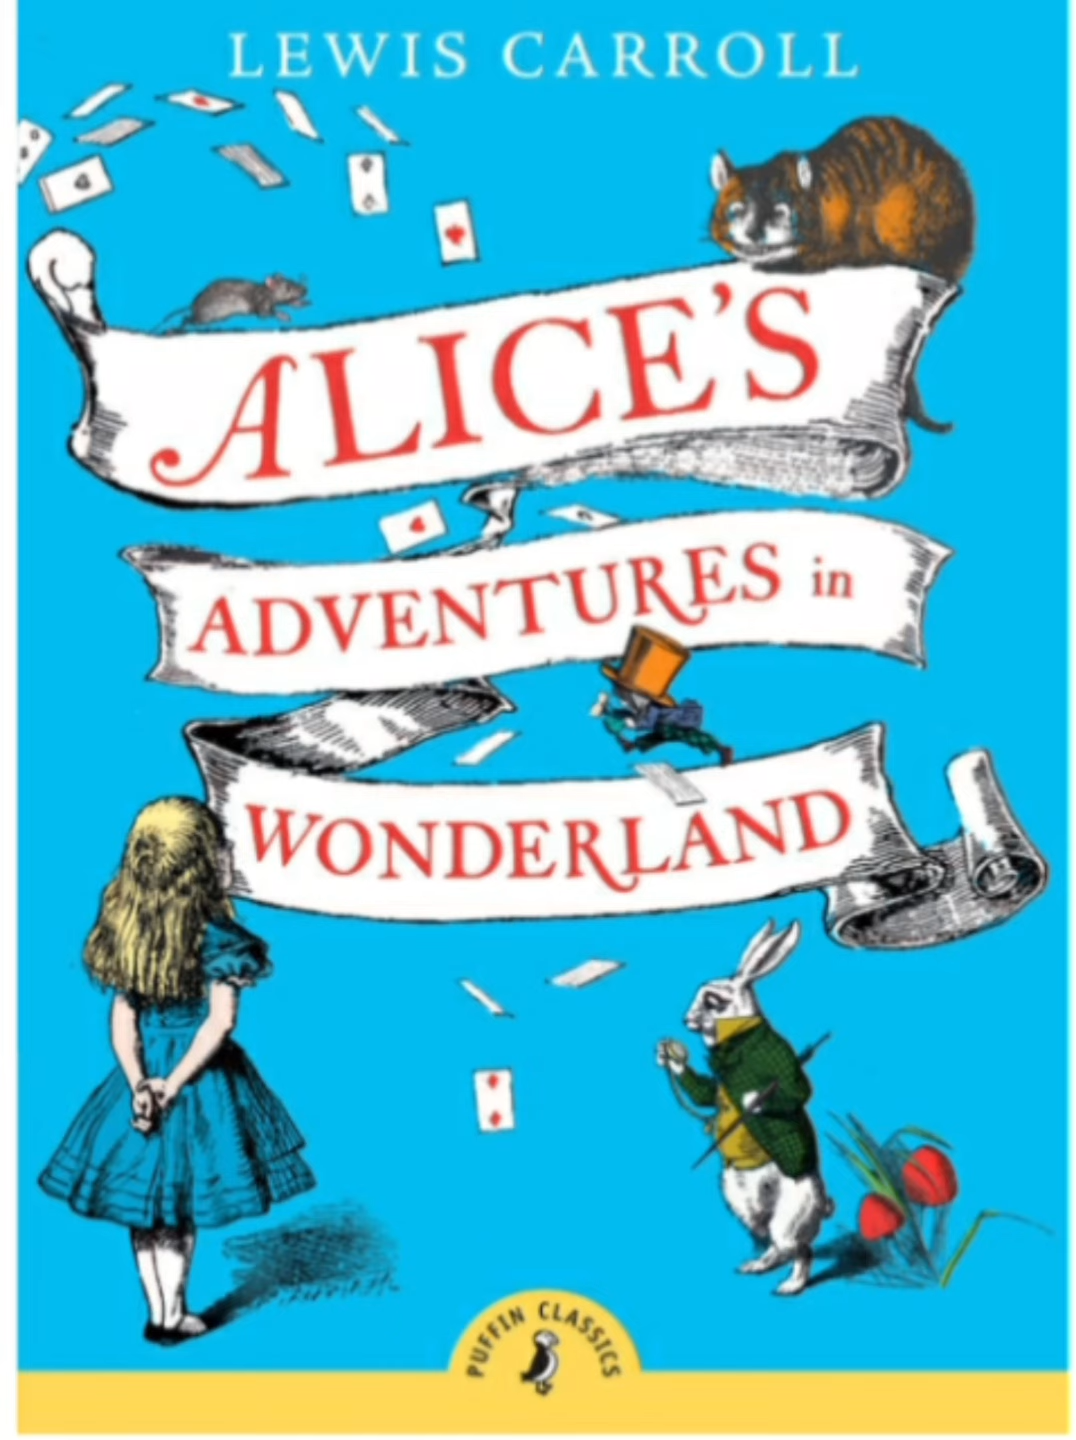 LEWIS CARROLL
ALICE'S
ADVENTURES in
WONDERLAND
PUFFIN CLASSICS